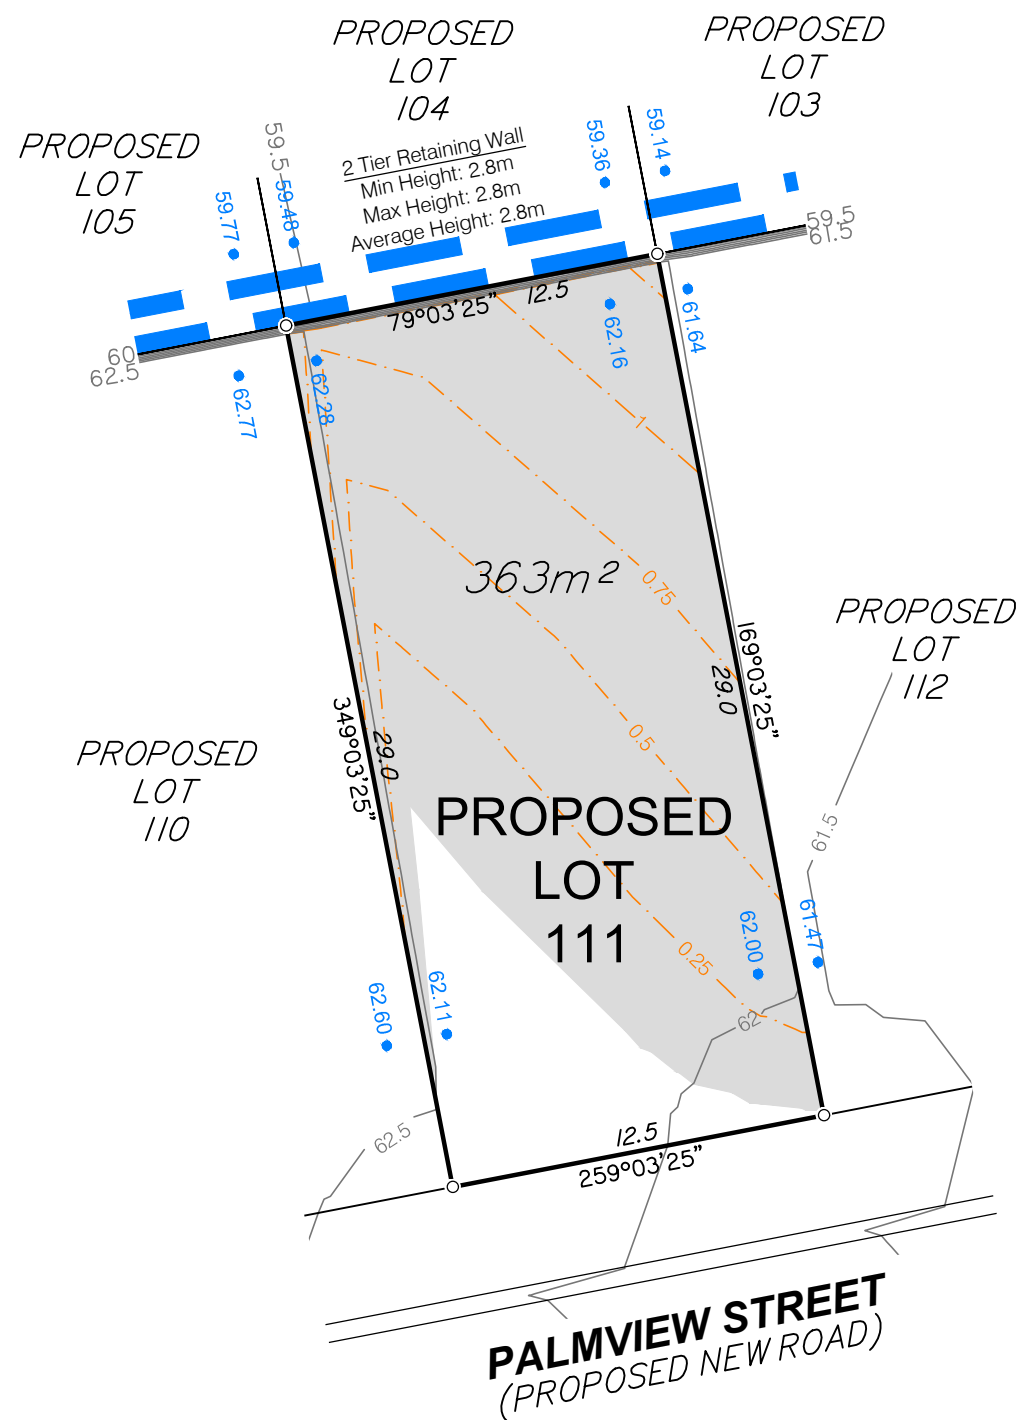 PROPOSED
LOT
104
PROPOSED
LOT
103
PROPOSED
LOT
105
2 Tier Retaining Wall
Min Height: 2.8m
Max Height: 2.8m
Average Height: 2.8m
59.5
59.48
59.77
59.36
59.14
59.5
61.5
60
62.5
79°03'25"
12.5
62.77
62.28
62.16
61.64
1
363m²
0.75
0.5
0.25
169°03'25"
29.0
349°03'25"
29.0
PROPOSED
LOT
112
PROPOSED
LOT
110
PROPOSED
LOT
111
61.5
62.00
61.47
62.60
62.11
62
62.5
12.5
259°03'25"
PALMVIEW STREET
(PROPOSED NEW ROAD)